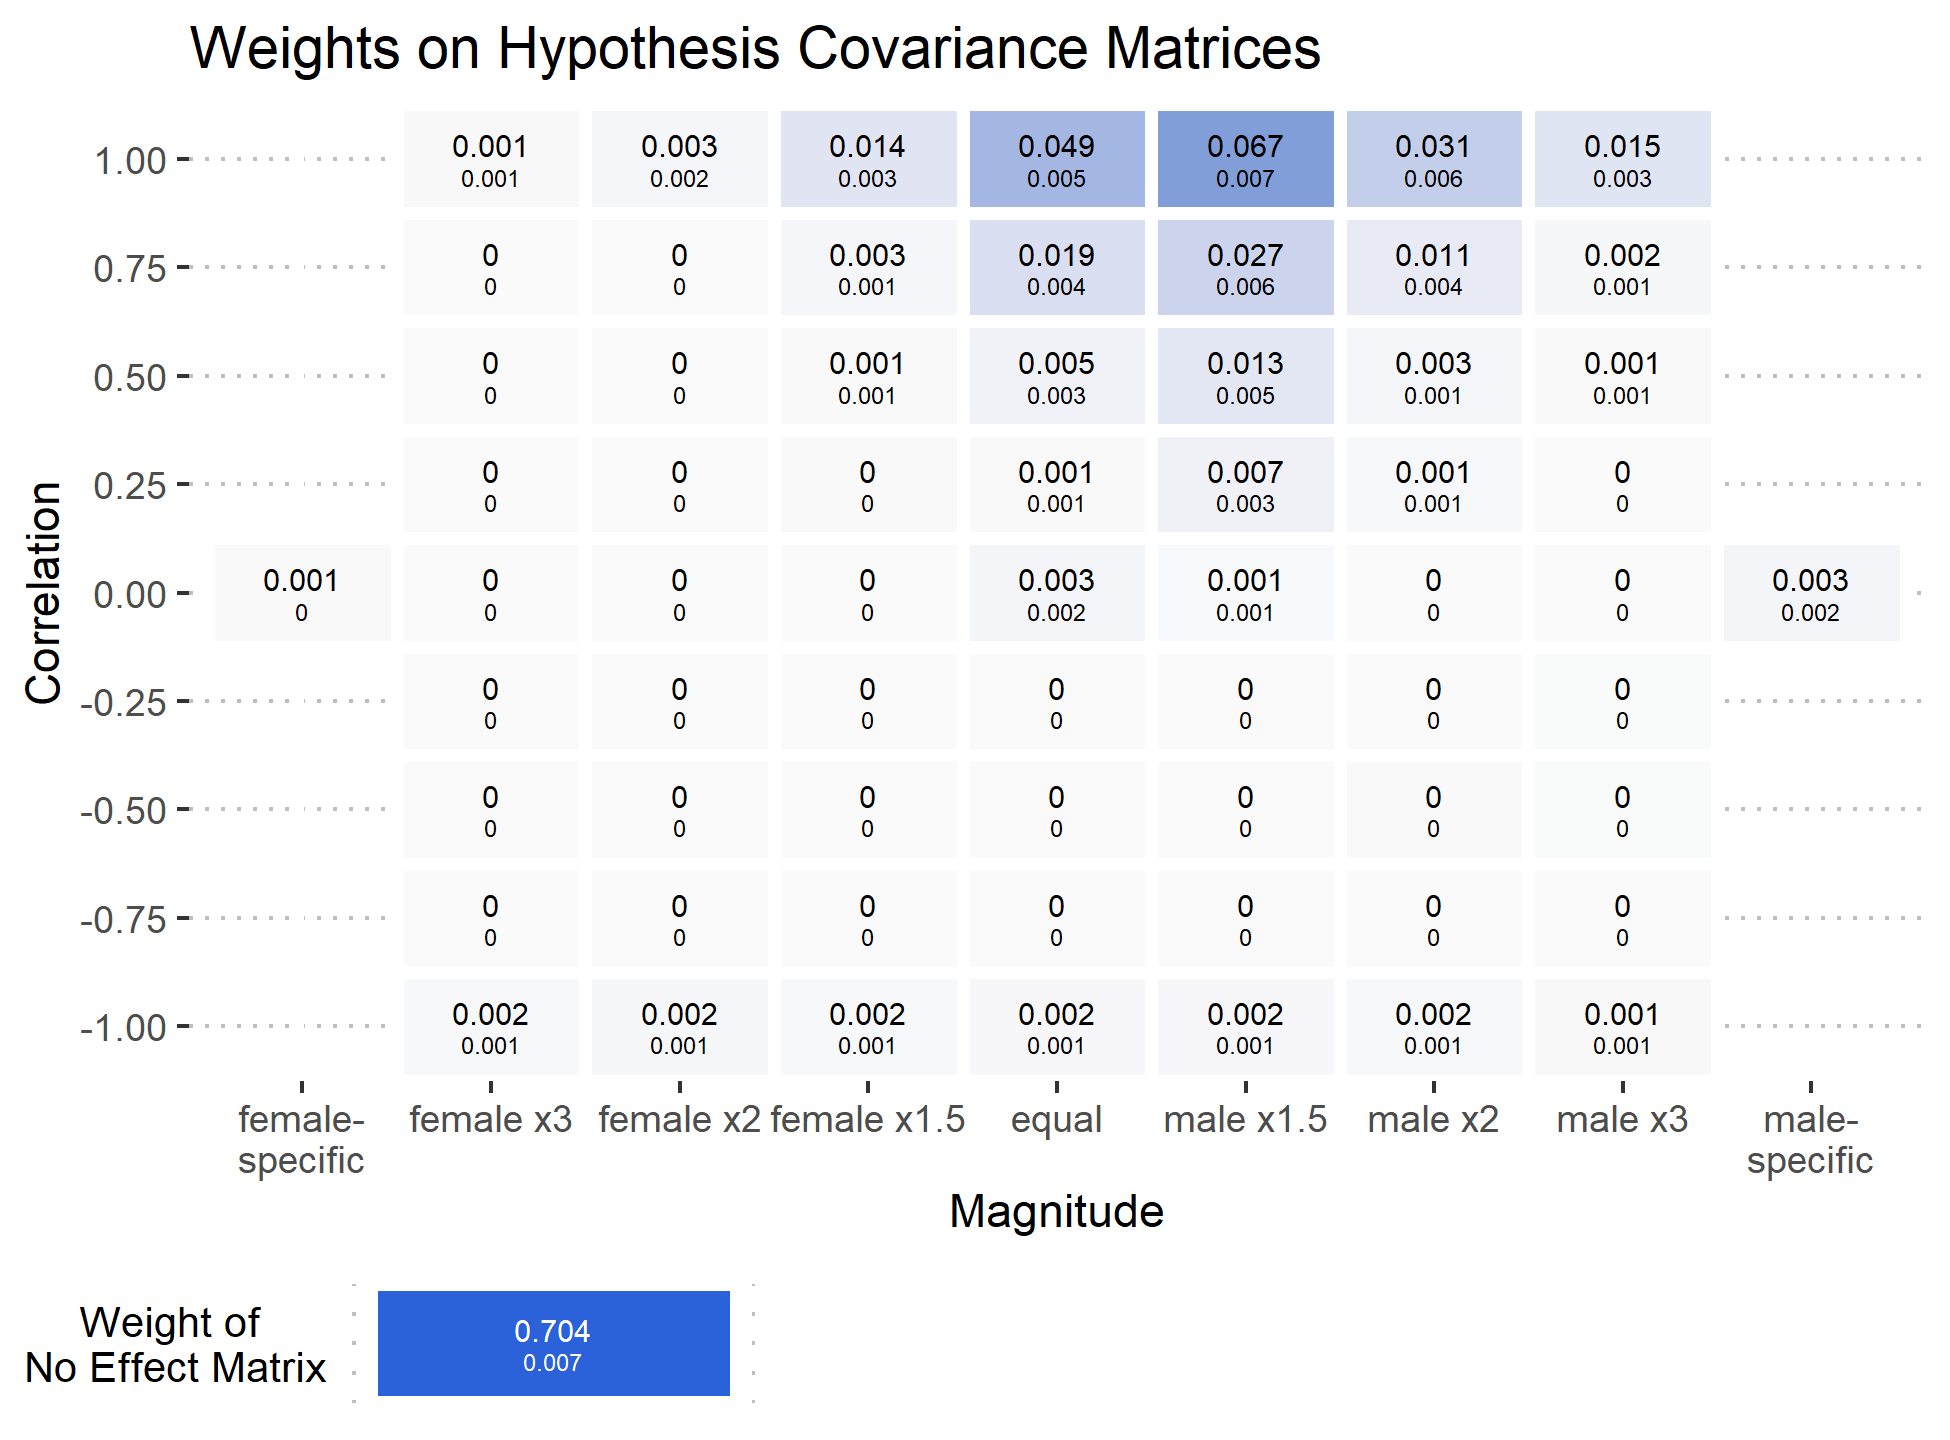 Weights on Hypothesis Covariance Matrices
1.00 0.001 0.003 0.014 0.049 0.067 0.031 0.015
0.001 0.002 0.003 0.005 0.007 0.006 0.003
0.75 0 0 0.003 0.019 0.027 0.011 0.002
0 0 0.001 0.004 0.006 0.004 0.001
0.50 0 0 0.001 0.005 0.013 0.003 0.001
0 0 0.001 0.003 0.005 0.001 0.001
0.25 0 0 0 0.001 0.007 0.001 0
0 0 0 0.001 0.003 0.001 0
0.00 0.001 0 0 0 0.003 0.001 0 0 0.003
0 0 0 0 0.002 0.001 0 0 0.002
-0.25 0 0 0 0 0 0 0
0 0 0 0 0 0 0
-0.50 0 0 0 0 0 0 0
0 0 0 0 0 0 0
-0.75 0 0 0 0 0 0 0
0 0 0 0 0 0 0
-1.00 0.002 0.002 0.002 0.002 0.002 0.002 0.001
0.001 0.001 0.001 0.001 0.001 0.001 0.001
Correlation
female- female x3 female x2 female x1.5 equal male x1.5 male x2 male x3 male-
specific specific
Magnitude
Weight of
No Effect Matrix
0.704
0.007